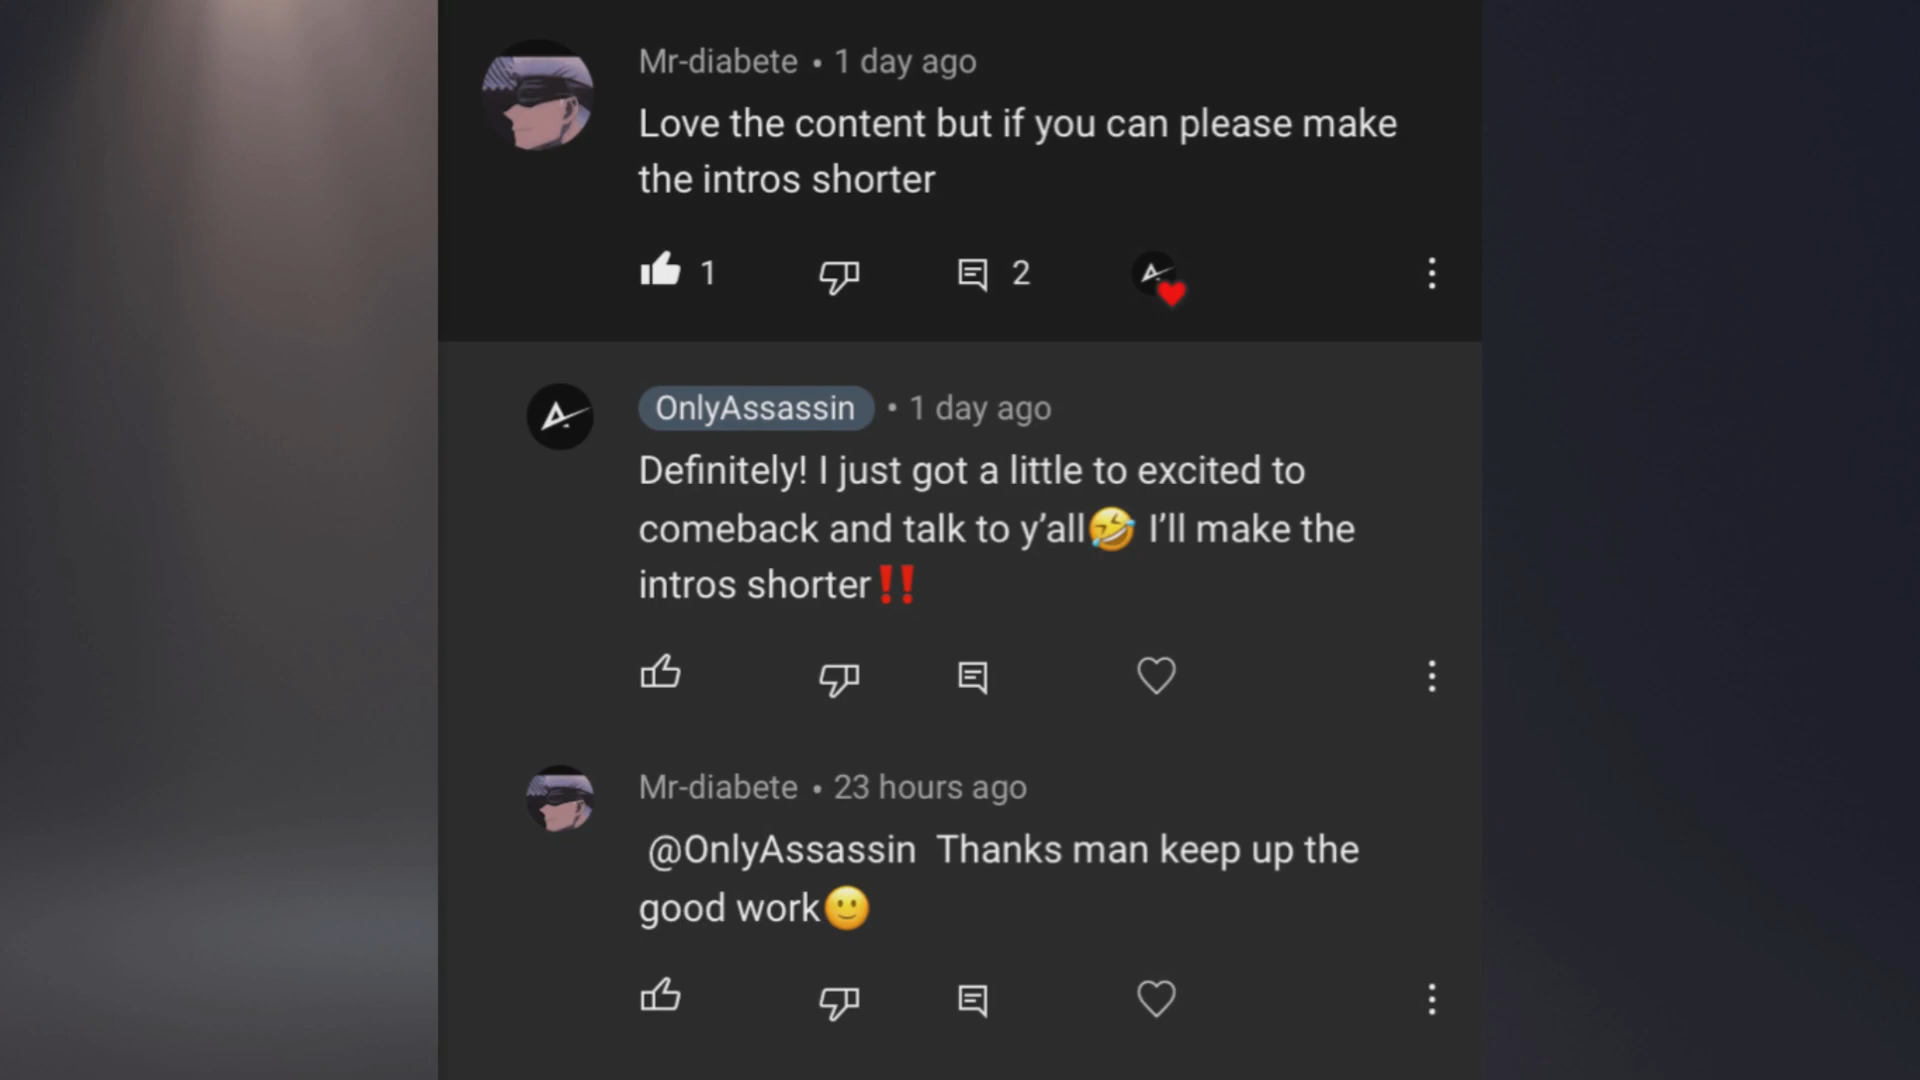 Mr-diabete • 1 day ago
Love the content but if you can please make
the intros shorter
1 2
OnlyAssassin • 1 day ago
Definitely! I just got a little to excited to
comeback and talk to y’all🤣 I’ll make the
intros shorter‼️
Mr-diabete • 23 hours ago
@OnlyAssassin Thanks man keep up the
good work🙂